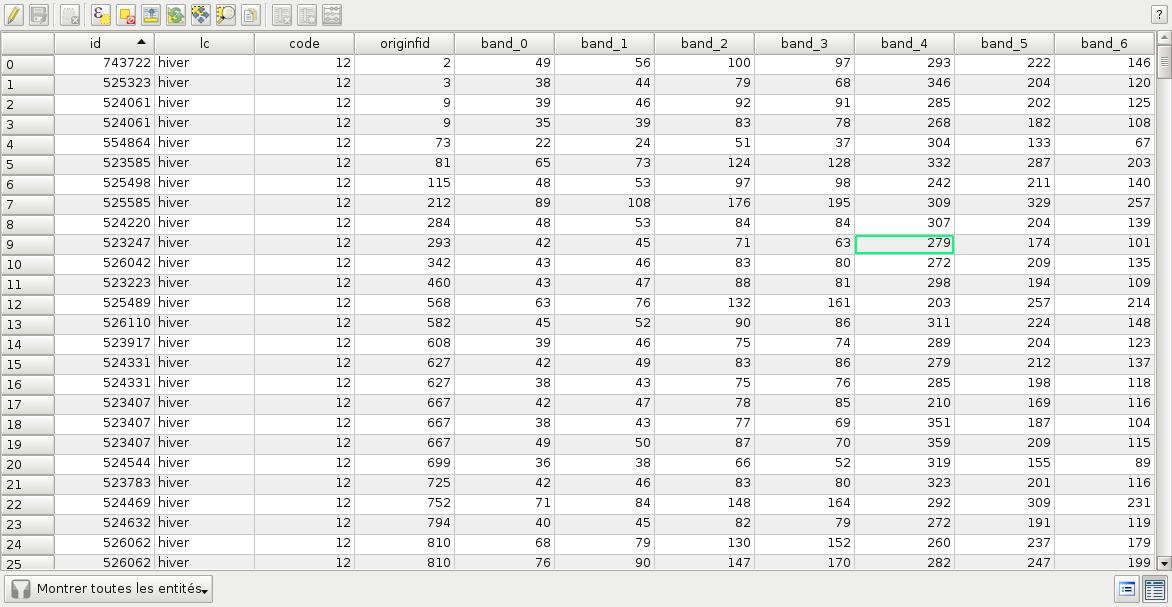 ?
id lc code originfid band_0 band_1 band_2 band_3 band_4 band_5 band_6
0 743722 hiver 12 2 49 56 100 97 293 222 146
1 525323 hiver 12 3 38 44 79 68 346 204 120
2 524061 hiver 12 9 39 46 92 91 285 202 125
3 524061 hiver 12 9 35 39 83 78 268 182 108
4 554864 hiver 12 73 22 24 51 37 304 133 67
5 523585 hiver 12 81 65 73 124 128 332 287 203
6 525498 hiver 12 115 48 53 97 98 242 211 140
7 525585 hiver 12 212 89 108 176 195 309 329 257
8 524220 hiver 12 284 48 53 84 84 307 204 139
9 523247 hiver 12 293 42 45 71 63 279 174 101
10 526042 hiver 12 342 43 46 83 80 272 209 135
11 523223 hiver 12 460 43 47 88 81 298 194 109
12 525489 hiver 12 568 63 76 132 161 203 257 214
13 526110 hiver 12 582 45 52 90 86 311 224 148
14 523917 hiver 12 608 39 46 75 74 289 204 123
15 524331 hiver 12 627 42 49 83 86 279 212 137
16 524331 hiver 12 627 38 43 75 76 285 198 118
17 523407 hiver 12 667 42 47 78 85 210 169 116
18 523407 hiver 12 667 38 43 77 69 351 187 104
19 523407 hiver 12 667 49 50 87 70 359 209 115
20 524544 hiver 12 699 36 38 66 52 319 155 89
21 523783 hiver 12 725 42 46 83 80 323 201 116
22 524469 hiver 12 752 71 84 148 164 292 309 231
23 524632 hiver 12 794 40 45 82 79 272 191 119
24 526062 hiver 12 810 68 79 130 152 260 237 179
25 526062 hiver 12 810 76 90 147 170 282 247 199
Montrer toutes les entités